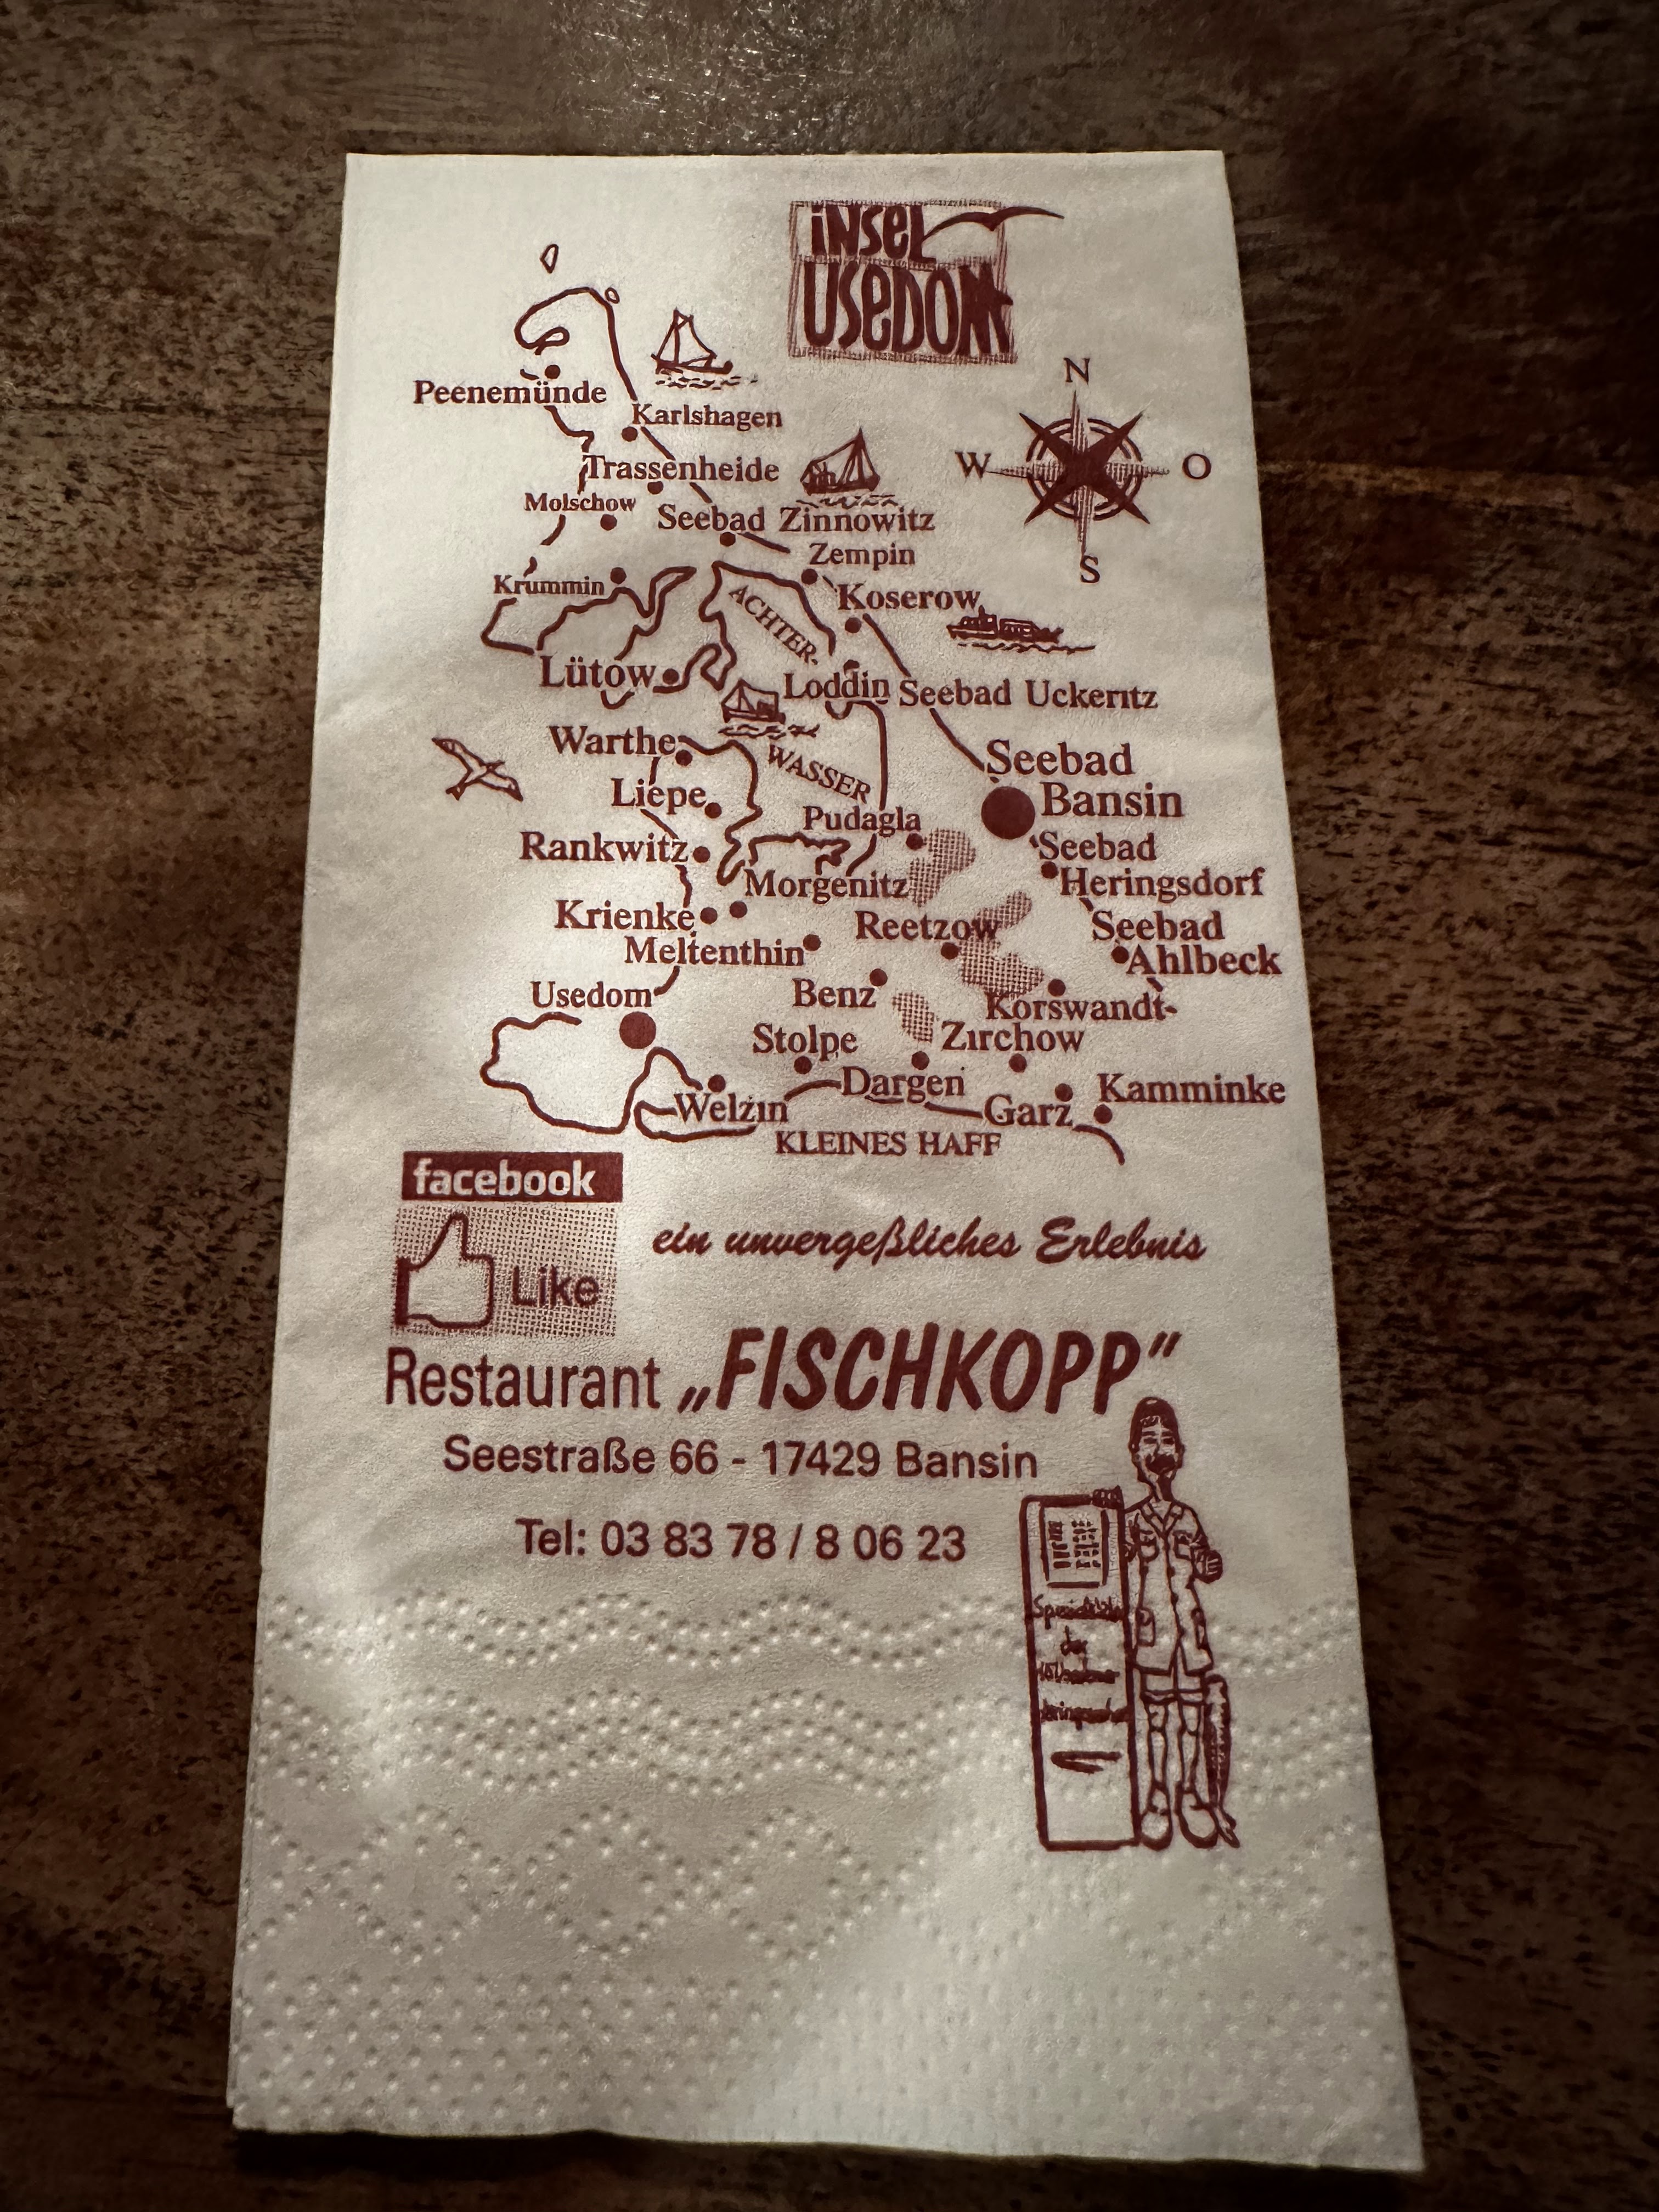 iNSEL
USEDOM
N
W
O
S
Peenemünde
Karlshagen
Trassenheide
Molschow
Seebad Zinnowitz
Zempin
Krummin
Koserow
ACHTER-
Lütow
Loddin
Seebad Uckeritz
Warthe
WASSER
Seebad
Bansin
Liepe
Pudagla
Rankwitz
Seebad
Heringsdorf
Morgenitz
Krienke
Reetzow
Seebad
Ahlbeck
Meltenthin
Usedom
Benz
Korswandt
Stolpe
Zirchow
Dargen
Kamminke
Welzin
Garz
KLEINES HAFF
facebook
Like
ein unvergeßliches Erlebnis
Restaurant „FISCHKOPP“
Seestraße 66 - 17429 Bansin
Tel: 03 83 78 / 8 06 23
der